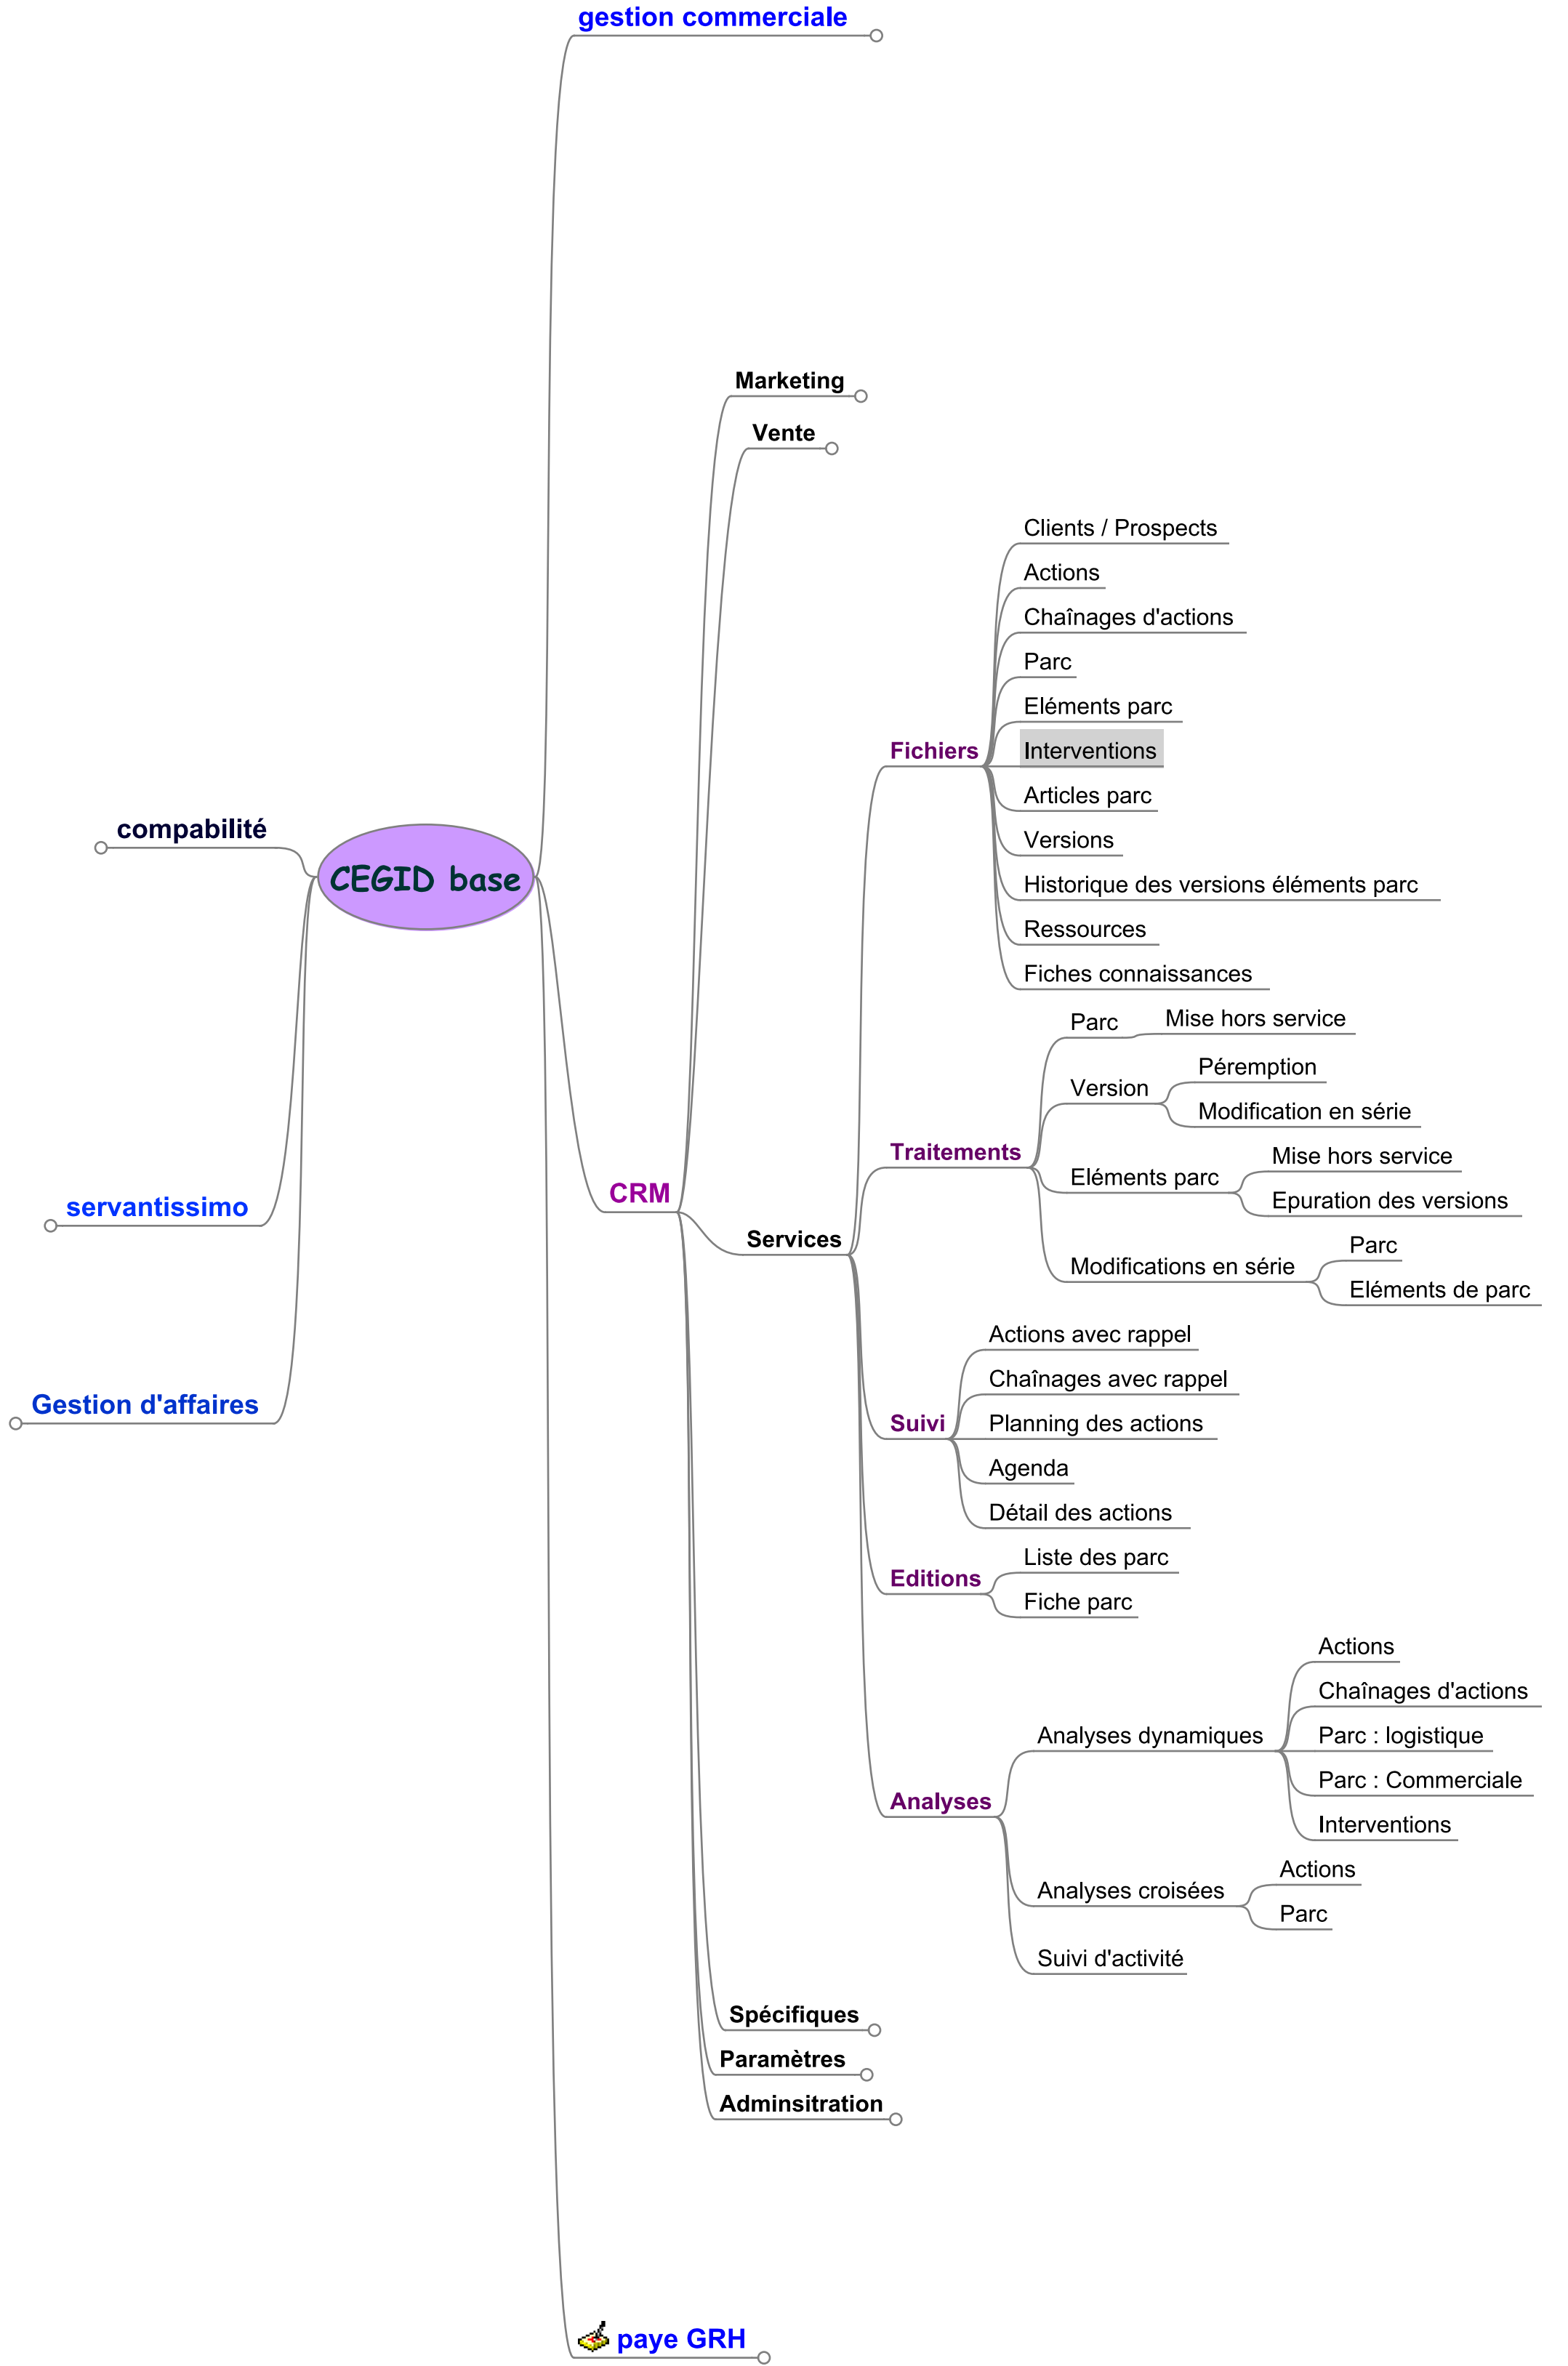 gestion commerciale
Marketing
Vente
Clients / Prospects
Actions
Chaînages d'actions
Parc
Eléments parc
Fichiers
Interventions
Articles parc
Versions
Historique des versions éléments parc
Ressources
Fiches connaissances
compabilité
CEGID base
Parc
Mise hors service
Version
Péremption
Modification en série
Traitements
Eléments parc
Mise hors service
Epuration des versions
servantissimo
CRM
Services
Modifications en série
Parc
Eléments de parc
Gestion d'affaires
Actions avec rappel
Chaînages avec rappel
Suivi
Planning des actions
Agenda
Détail des actions
Editions
Liste des parc
Fiche parc
Analyses
Analyses dynamiques
Actions
Chaînages d'actions
Parc : logistique
Parc : Commerciale
Interventions
Analyses croisées
Actions
Parc
Suivi d'activité
Spécifiques
Paramètres
Adminsitration
paye GRH